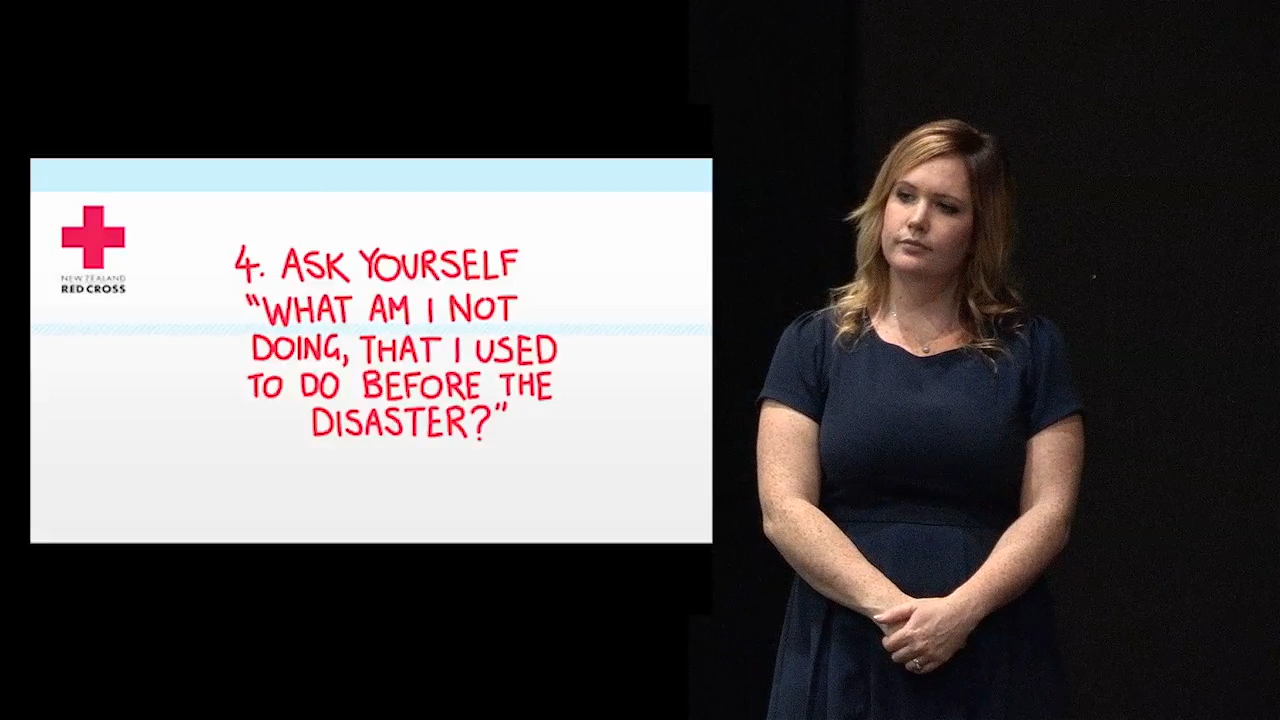 NEW ZEALAND
RED CROSS
4. ASK YOURSELF
"WHAT AM I NOT
DOING, THAT I USED
TO DO BEFORE THE
DISASTER?"